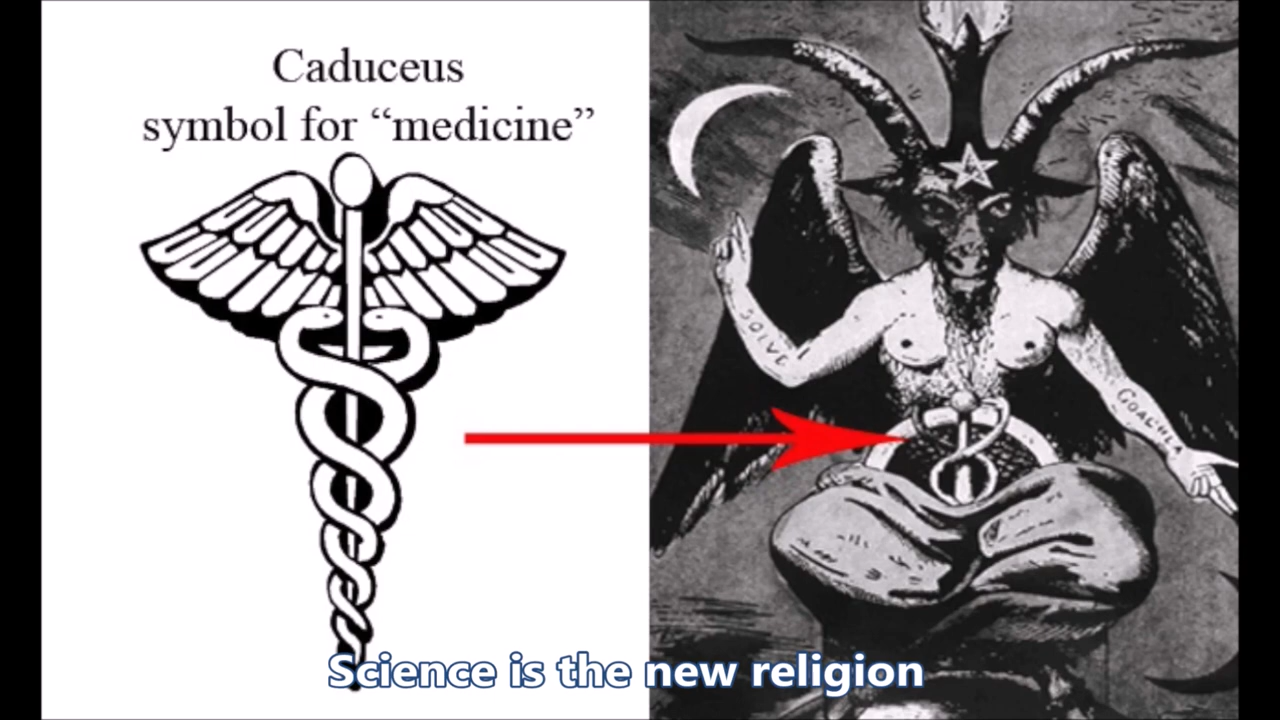 Caduceus
symbol for “medicine”
SOLVE
COAGULA
Science is the new religion